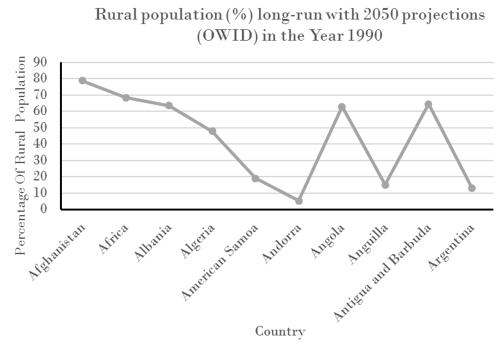 Rural population (%) long-run with 2050 projections
(OWID) in the Year 1990
Percentage Of Rural Population
90
80
70
60
50
40
30
20
10
0
Afghanistan
Africa
Albania
Algeria
American Samoa
Andorra
Angola
Anguilla
Antigua and Barbuda
Argentina
Country